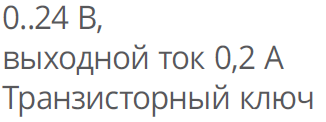 0..24 В,
выходной ток 0,2 А
Транзисторный ключ